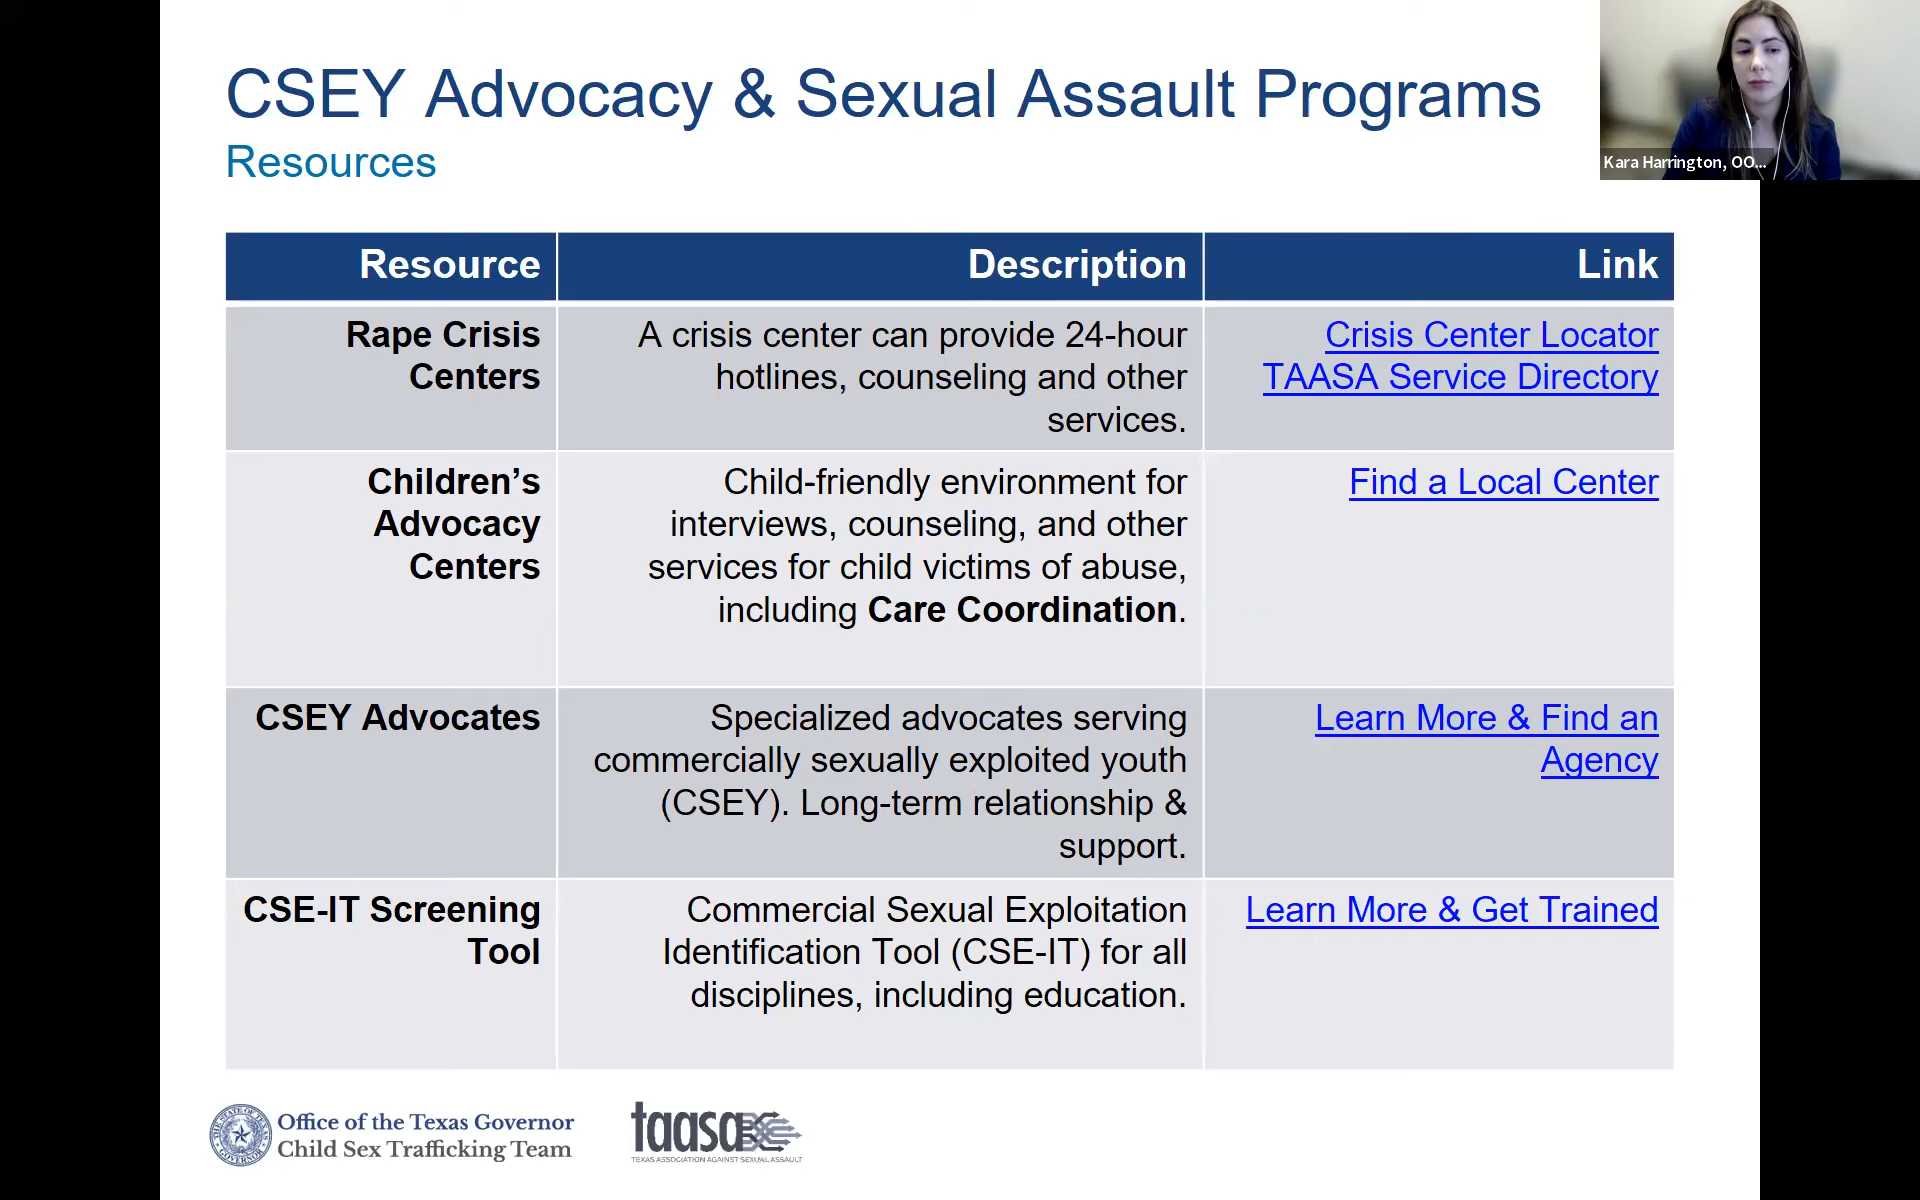 CSEY Advocacy & Sexual Assault Programs
Resources
Kara Harrington, OO...
Resource
Description
Link
Rape Crisis
Centers
A crisis center can provide 24-hour
hotlines, counseling and other
services.
Crisis Center Locator
TAASA Service Directory
Children’s
Advocacy
Centers
Child-friendly environment for
interviews, counseling, and other
services for child victims of abuse,
including Care Coordination.
Find a Local Center
CSEY Advocates
Specialized advocates serving
commercially sexually exploited youth
(CSEY). Long-term relationship &
support.
Learn More & Find an
Agency
CSE-IT Screening
Tool
Commercial Sexual Exploitation
Identification Tool (CSE-IT) for all
disciplines, including education.
Learn More & Get Trained
Office of the Texas Governor
Child Sex Trafficking Team
taasa
TEXAS ASSOCIATION AGAINST SEXUAL ASSAULT